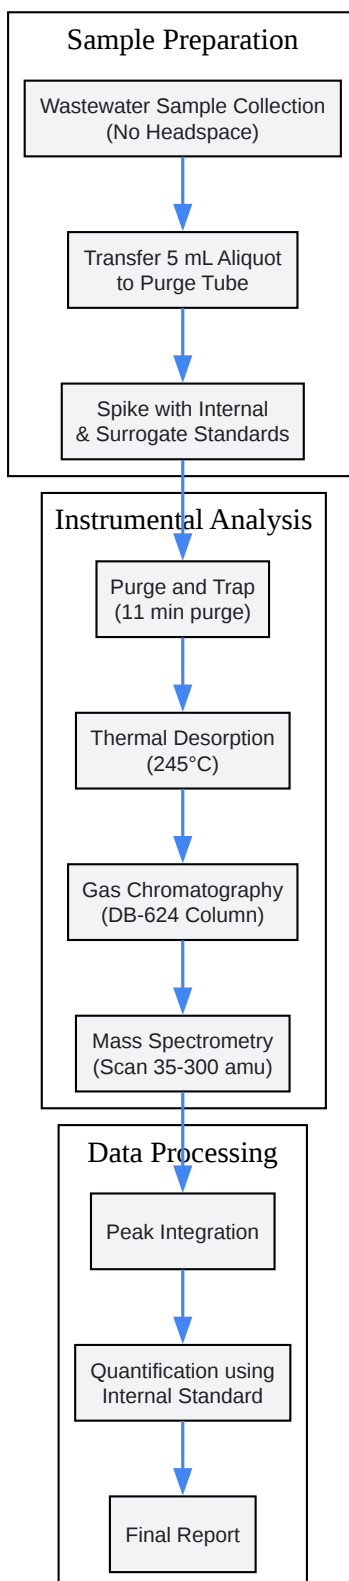 Sample Preparation
Wastewater Sample Collection
(No Headspace)
Transfer 5 mL Aliquot
to Purge Tube
Spike with Internal
& Surrogate Standards
Instrumental Analysis
Purge and Trap
(11 min purge)
Thermal Desorption
(245°C)
Gas Chromatography
(DB-624 Column)
Mass Spectrometry
(Scan 35-300 amu)
Data Processing
Peak Integration
Quantification using
Internal Standard
Final Report